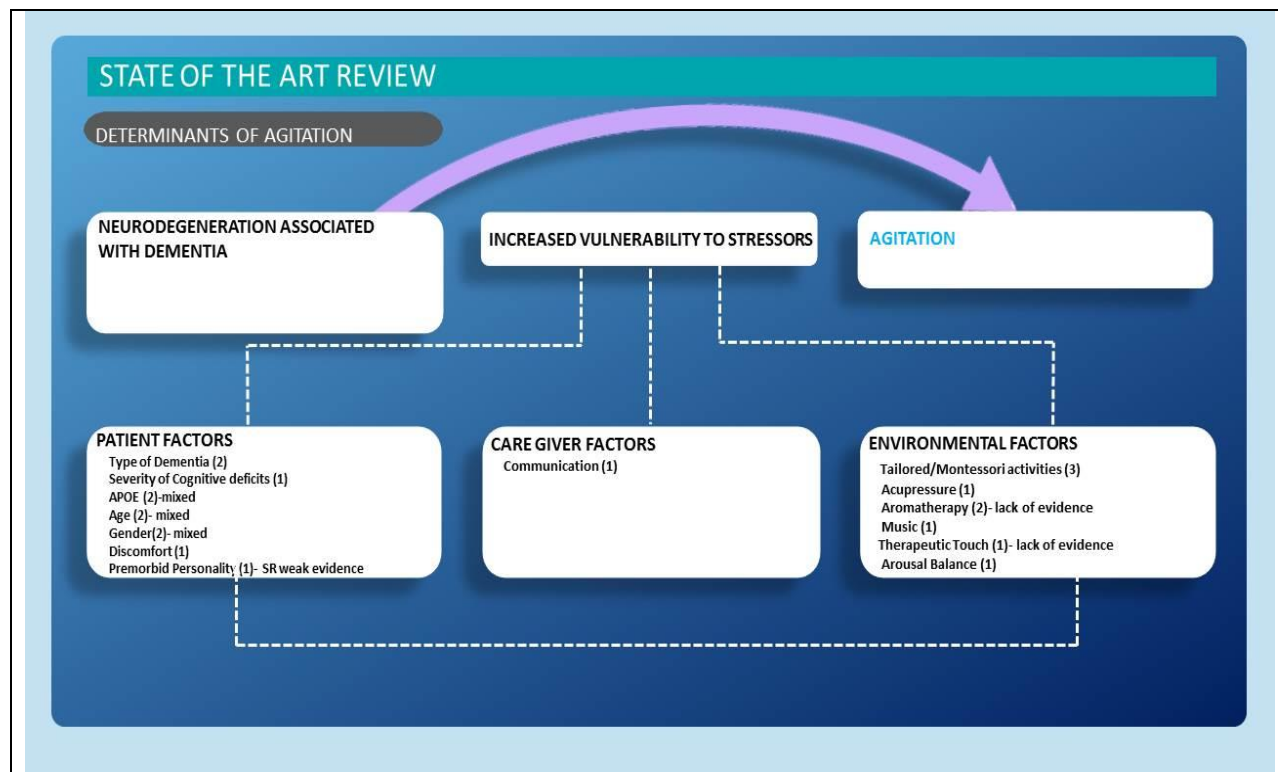 STATE OF THE ART REVIEW
DETERMINANTS OF AGITATION
NEURODEGENERATION ASSOCIATED
WITH DEMENTIA
INCREASED VULNERABILITY TO STRESSORS
AGITATION
PATIENT FACTORS
Type of Dementia (2)
Severity of Cognitive deficits (1)
APOE (2)-mixed
Age (2)- mixed
Gender(2)- mixed
Discomfort (1)
Premorbid Personality (1)- SR weak evidence
CARE GIVER FACTORS
Communication (1)
ENVIRONMENTAL FACTORS
Tailored/Montessori activities (3)
Acupressure (1)
Aromatherapy (2)- lack of evidence
Music (1)
Therapeutic Touch (1)- lack of evidence
Arousal Balance (1)